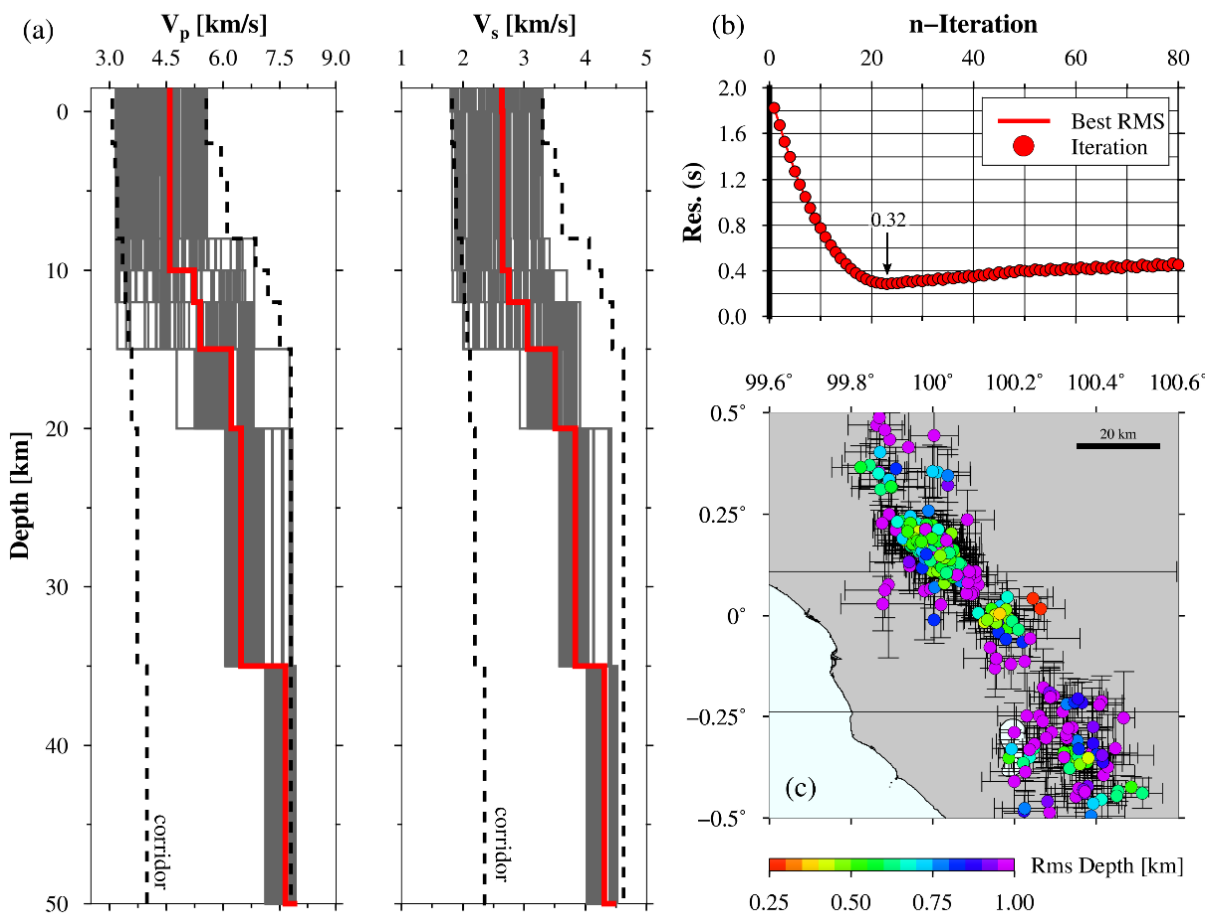 (a)
V_p [km/s]
3.0 4.5 6.0 7.5 9.0
V_s [km/s]
1 2 3 4 5
Depth [km]
0
10
20
30
40
50
corridor
corridor
(b)
n−Iteration
0 20 40 60 80
Res. (s)
2.0
1.6
1.2
0.8
0.4
0.0
Best RMS
Iteration
0.32
99.6° 99.8° 100° 100.2° 100.4° 100.6°
0.5°
0.25°
0°
−0.25°
−0.5°
20 km
(c)
Rms Depth [km]
0.25 0.50 0.75 1.00